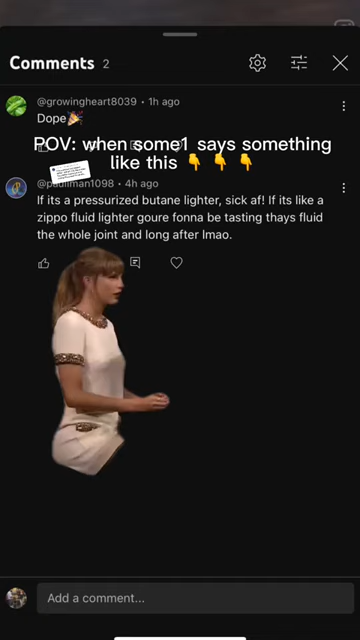 Comments 2
@growingheart8039 • 1h ago
Dope🎉
POV: when some1 says something
like this 👇👇👇
4h ago
If its a pressurized butane lighter, sick af! If its like a
zippo fluid lighter goure fonna be tasting thays fluid
the whole joint and long after lmao.
Add a comment...